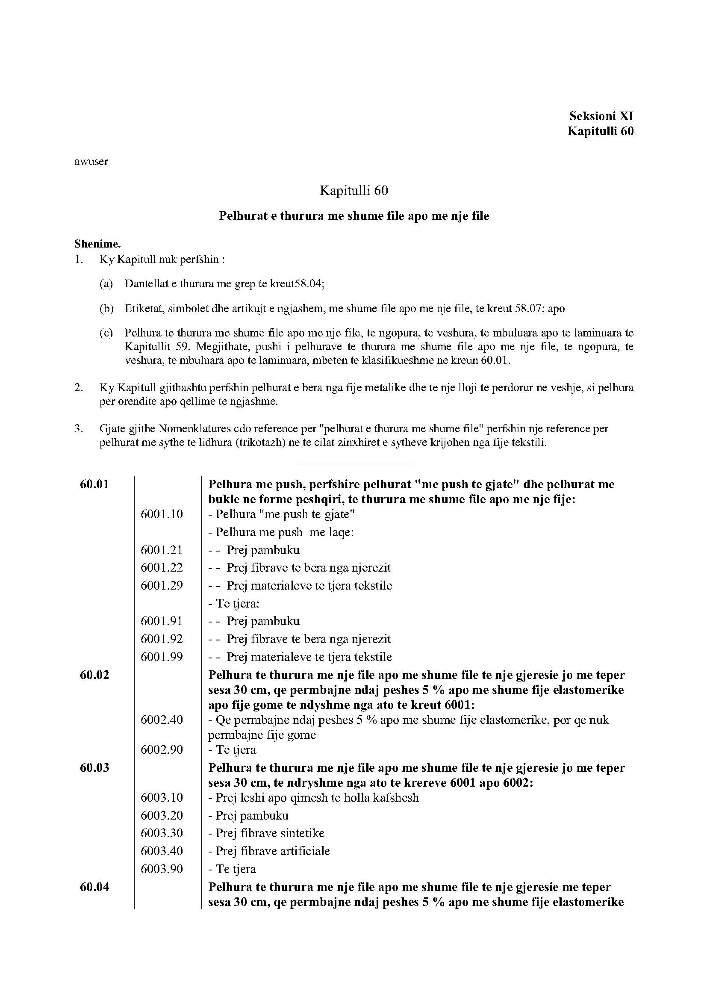 Seksioni XI
Kapitulli 60
awuser
Kapitulli 60
Pelhurat e thurura me shume file apo me nje file
Shenime.
1. Ky Kapitull nuk perfshin :
(a) Dantellat e thurura me grep te kreut58.04;
(b) Etiketat, simbolet dhe artikujt e ngjashem, me shume file apo me nje file, te kreut 58.07; apo
(c) Pelhura te thurura me shume file apo me nje file, te ngopura, te veshura, te mbuluara apo te laminuara te
Kapitullit 59. Megjithate, pushi i pelhurave te thurura me shume file apo me nje file, te ngopura, te
veshura, te mbuluara apo te laminuara, mbeten te klasifikueshme ne kreun 60.01.
2. Ky Kapitull gjithashtu perfshin pelhurat e bera nga fije metalike dhe te nje lloji te perdorur ne veshje, si pelhura
per orendite apo qellime te ngjashme.
3. Gjate gjithe Nomenklatures cdo reference per "pelhurat e thurura me shume file" perfshin nje reference per
pelhurat me sythe te lidhura (trikotazh) ne te cilat zinxhiret e sytheve krijohen nga fije tekstili.
60.01 Pelhura me push, perfshire pelhurat "me push te gjate" dhe pelhurat me
bukle ne forme peshqiri, te thurura me shume file apo me nje fije:
6001.10 - Pelhura "me push te gjate"
- Pelhura me push  me laqe:
6001.21 - -  Prej pambuku
6001.22 - -  Prej fibrave te bera nga njerezit
6001.29 - -  Prej materialeve te tjera tekstile
- Te tjera:
6001.91 - -  Prej pambuku
6001.92 - -  Prej fibrave te bera nga njerezit
6001.99 - -  Prej materialeve te tjera tekstile
60.02 Pelhura te thurura me nje file apo me shume file te nje gjeresie jo me teper
sesa 30 cm, qe permbajne ndaj peshes 5 % apo me shume fije elastomerike
apo fije gome te ndyshme nga ato te kreut 6001:
6002.40 - Qe permbajne ndaj peshes 5 % apo me shume fije elastomerike, por qe nuk
permbajne fije gome
6002.90 - Te tjera
60.03 Pelhura te thurura me nje file apo me shume file te nje gjeresie jo me teper
sesa 30 cm, te ndryshme nga ato te krereve 6001 apo 6002:
6003.10 - Prej leshi apo qimesh te holla kafshesh
6003.20 - Prej pambuku
6003.30 - Prej fibrave sintetike
6003.40 - Prej fibrave artificiale
6003.90 - Te tjera
60.04 Pelhura te thurura me nje file apo me shume file te nje gjeresie me teper
sesa 30 cm, qe permbajne ndaj peshes 5 % apo me shume fije elastomerike